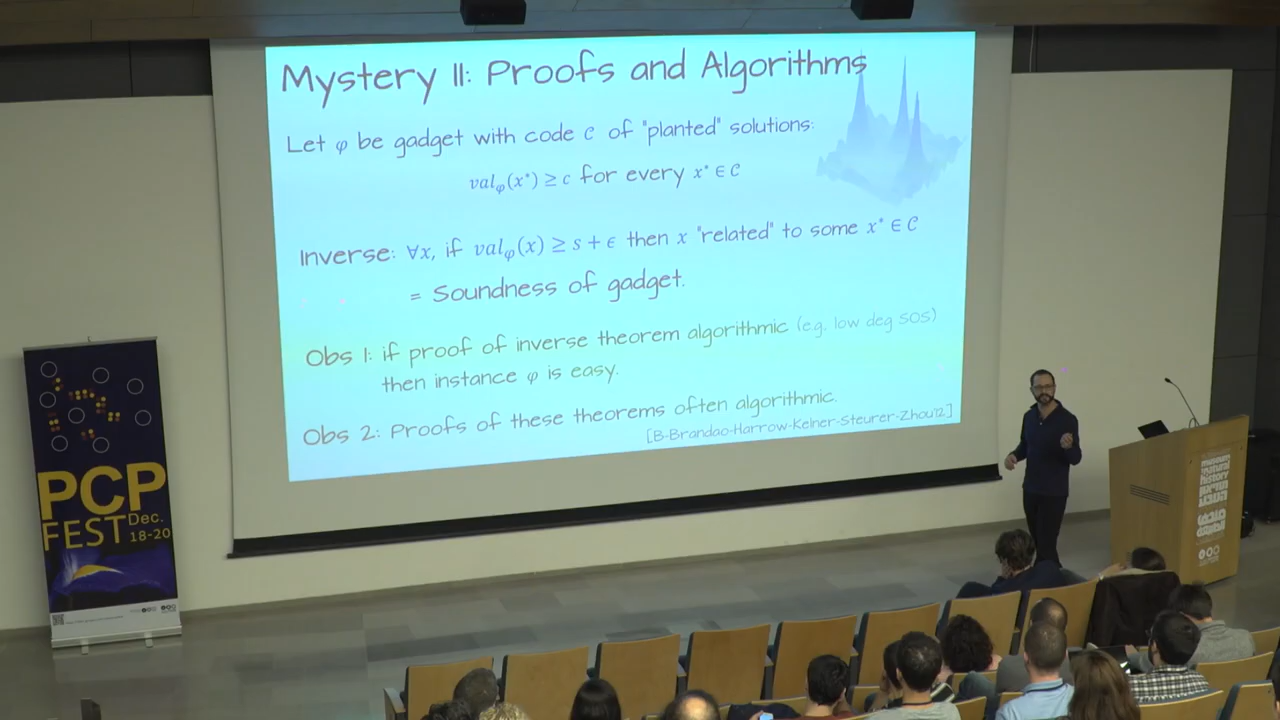 Mystery II: Proofs and Algorithms
Let φ be gadget with code C of "planted" solutions:
val_φ(x*) ≥ c for every x* ∈ C
Inverse: ∀x, if val_φ(x) ≥ s + ϵ then x "related" to some x* ∈ C
= Soundness of gadget.
Obs 1: if proof of inverse theorem algorithmic (e.g. low deg SOS)
then instance φ is easy.
Obs 2: Proofs of these theorems often algorithmic.
[B-Brandao-Harrow-Kelner-Steurer-Zhou'12]
PCP
FEST Dec.
18-20
museum
natural
history